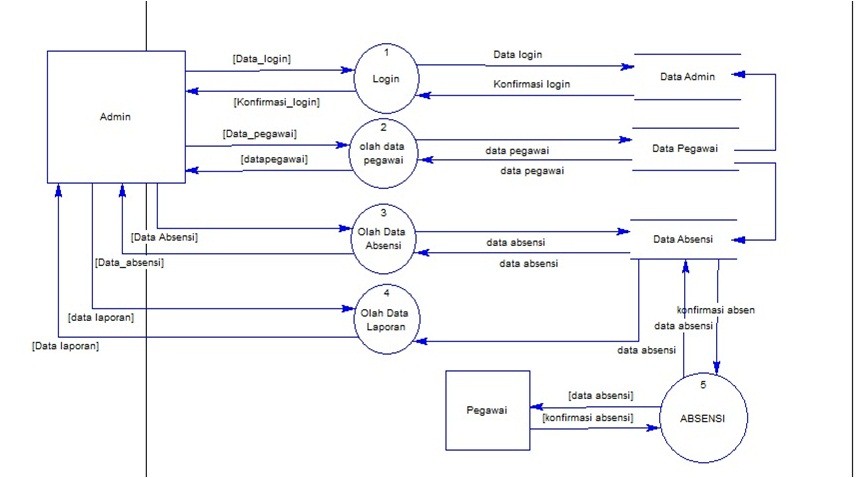 Admin
[Data_login]
[Konfirmasi_login]
1
Login
Data login
Konfirmasi login
Data Admin
[Data_pegawai]
[datapegawai]
2
olah data
pegawai
data pegawai
data pegawai
Data Pegawai
[Data Absensi]
[Data_absensi]
3
Olah Data
Absensi
data absensi
data absensi
Data Absensi
[data laporan]
[Data laporan]
4
Olah Data
Laporan
konfirmasi absen
data absensi
data absensi
Pegawai
[data absensi]
[konfirmasi absensi]
5
ABSENSI